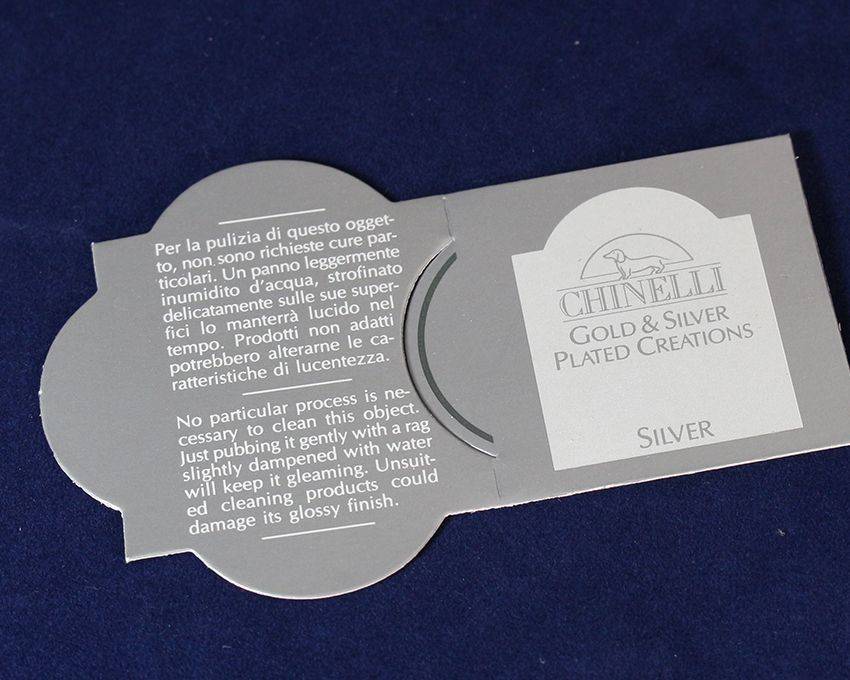 Per la pulizia di questo ogget-
to, non sono richieste cure par-
ticolari. Un panno leggermente
inumidito d'acqua, strofinato
delicatamente sulle sue super-
fici lo manterrà lucido nel
tempo. Prodotti non adatti
potrebbero alterarne le ca-
ratteristiche di lucentezza.
No particular process is ne-
cessary to clean this object.
Just pubbing it gently with a rag
slightly dampened with water
will keep it gleaming. Unsuit-
ed cleaning products could
damage its glossy finish.
CHINELLI
GOLD & SILVER
PLATED CREATIONS
SILVER